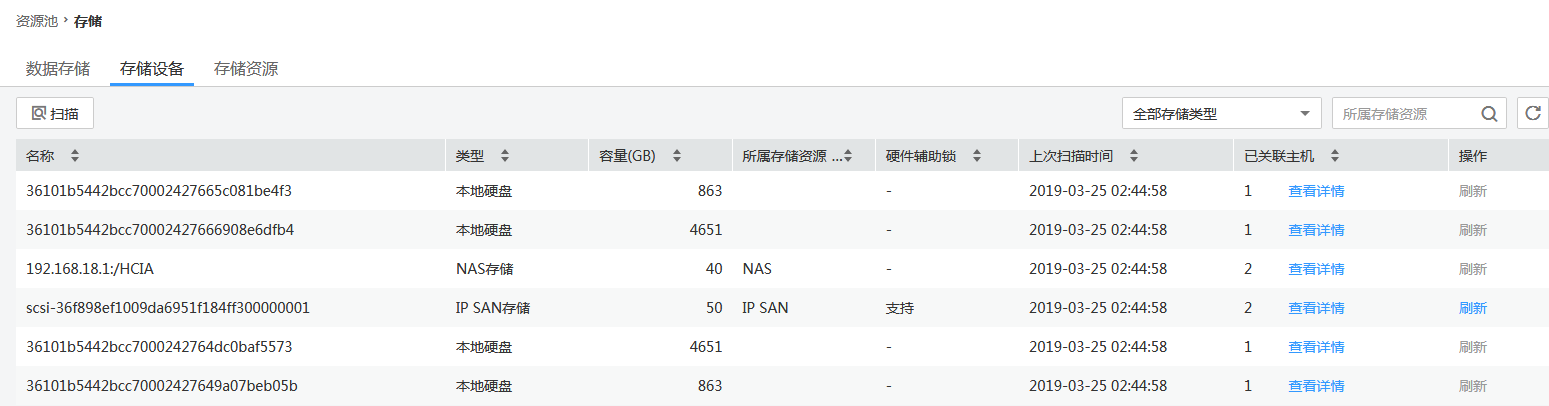 资源池 › 存储
数据存储 存储设备 存储资源
扫描 全部存储类型 所属存储资源
名称 类型 容量(GB) 所属存储资源 ... 硬件辅助锁 上次扫描时间 已关联主机 操作
36101b5442bcc70002427665c081be4f3 本地硬盘 863 - 2019-03-25 02:44:58 1 查看详情 刷新
36101b5442bcc70002427666908e6dfb4 本地硬盘 4651 - 2019-03-25 02:44:58 1 查看详情 刷新
192.168.18.1:/HCIA NAS存储 40 NAS - 2019-03-25 02:44:58 2 查看详情 刷新
scsi-36f898ef1009da6951f184ff300000001 IP SAN存储 50 IP SAN 支持 2019-03-25 02:44:58 2 查看详情 刷新
36101b5442bcc7000242764dc0baf5573 本地硬盘 4651 - 2019-03-25 02:44:58 1 查看详情 刷新
36101b5442bcc70002427649a07beb05b 本地硬盘 863 - 2019-03-25 02:44:58 1 查看详情 刷新